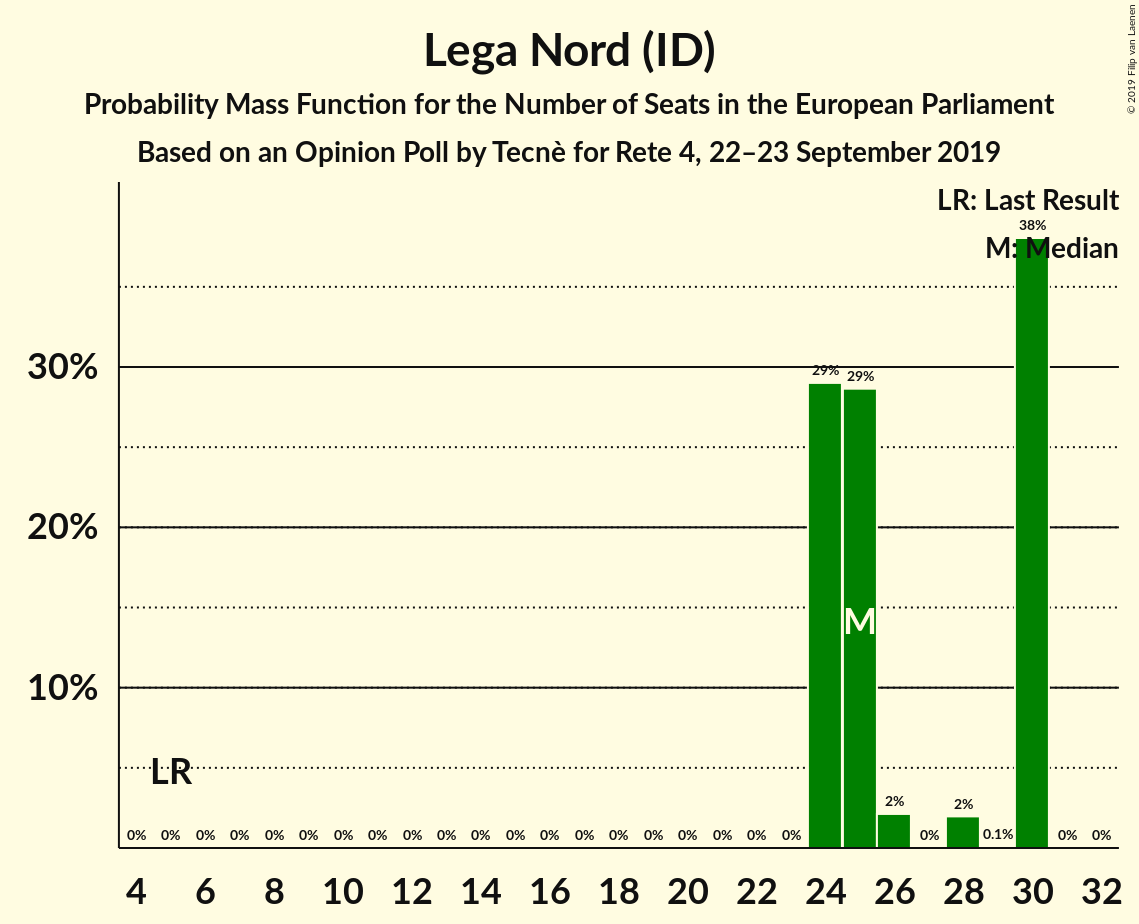 Lega Nord (ID)
Probability Mass Function for the Number of Seats in the European Parliament
Based on an Opinion Poll by Tecnè for Rete 4, 22–23 September 2019
© 2019 Filip van Laenen
LR: Last Result
M: Median
38%
30%
29% 29%
20%
M
10%
LR
2% 2%
0% 0% 0% 0% 0% 0% 0% 0% 0% 0% 0% 0% 0% 0% 0% 0% 0% 0% 0% 0% 0% 0.1% 0% 0%
4 6 8 10 12 14 16 18 20 22 24 26 28 30 32